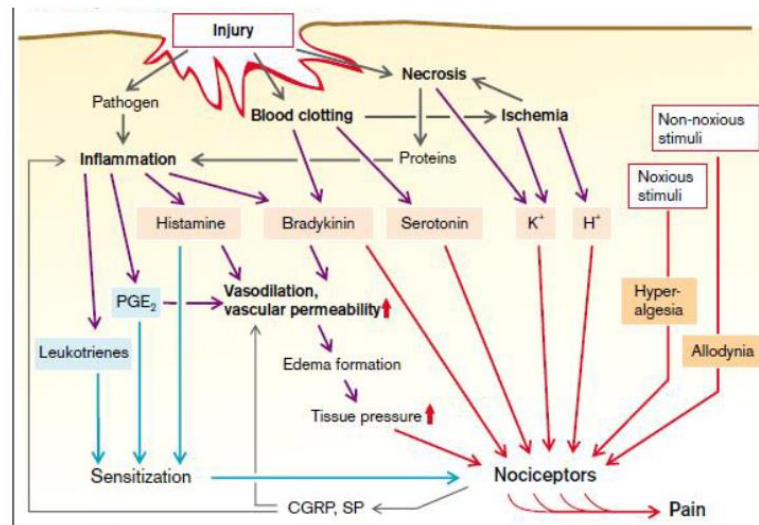 Injury
Necrosis
Pathogen
Blood clotting
Ischemia
Non-noxious
stimuli
Inflammation
Proteins
Noxious
stimuli
Histamine
Bradykinin
Serotonin
K+
H+
PGE2
Vasodilation,
vascular permeability
Hyper-
algesia
Leukotrienes
Edema formation
Allodynia
Tissue pressure
Sensitization
Nociceptors
CGRP, SP
Pain